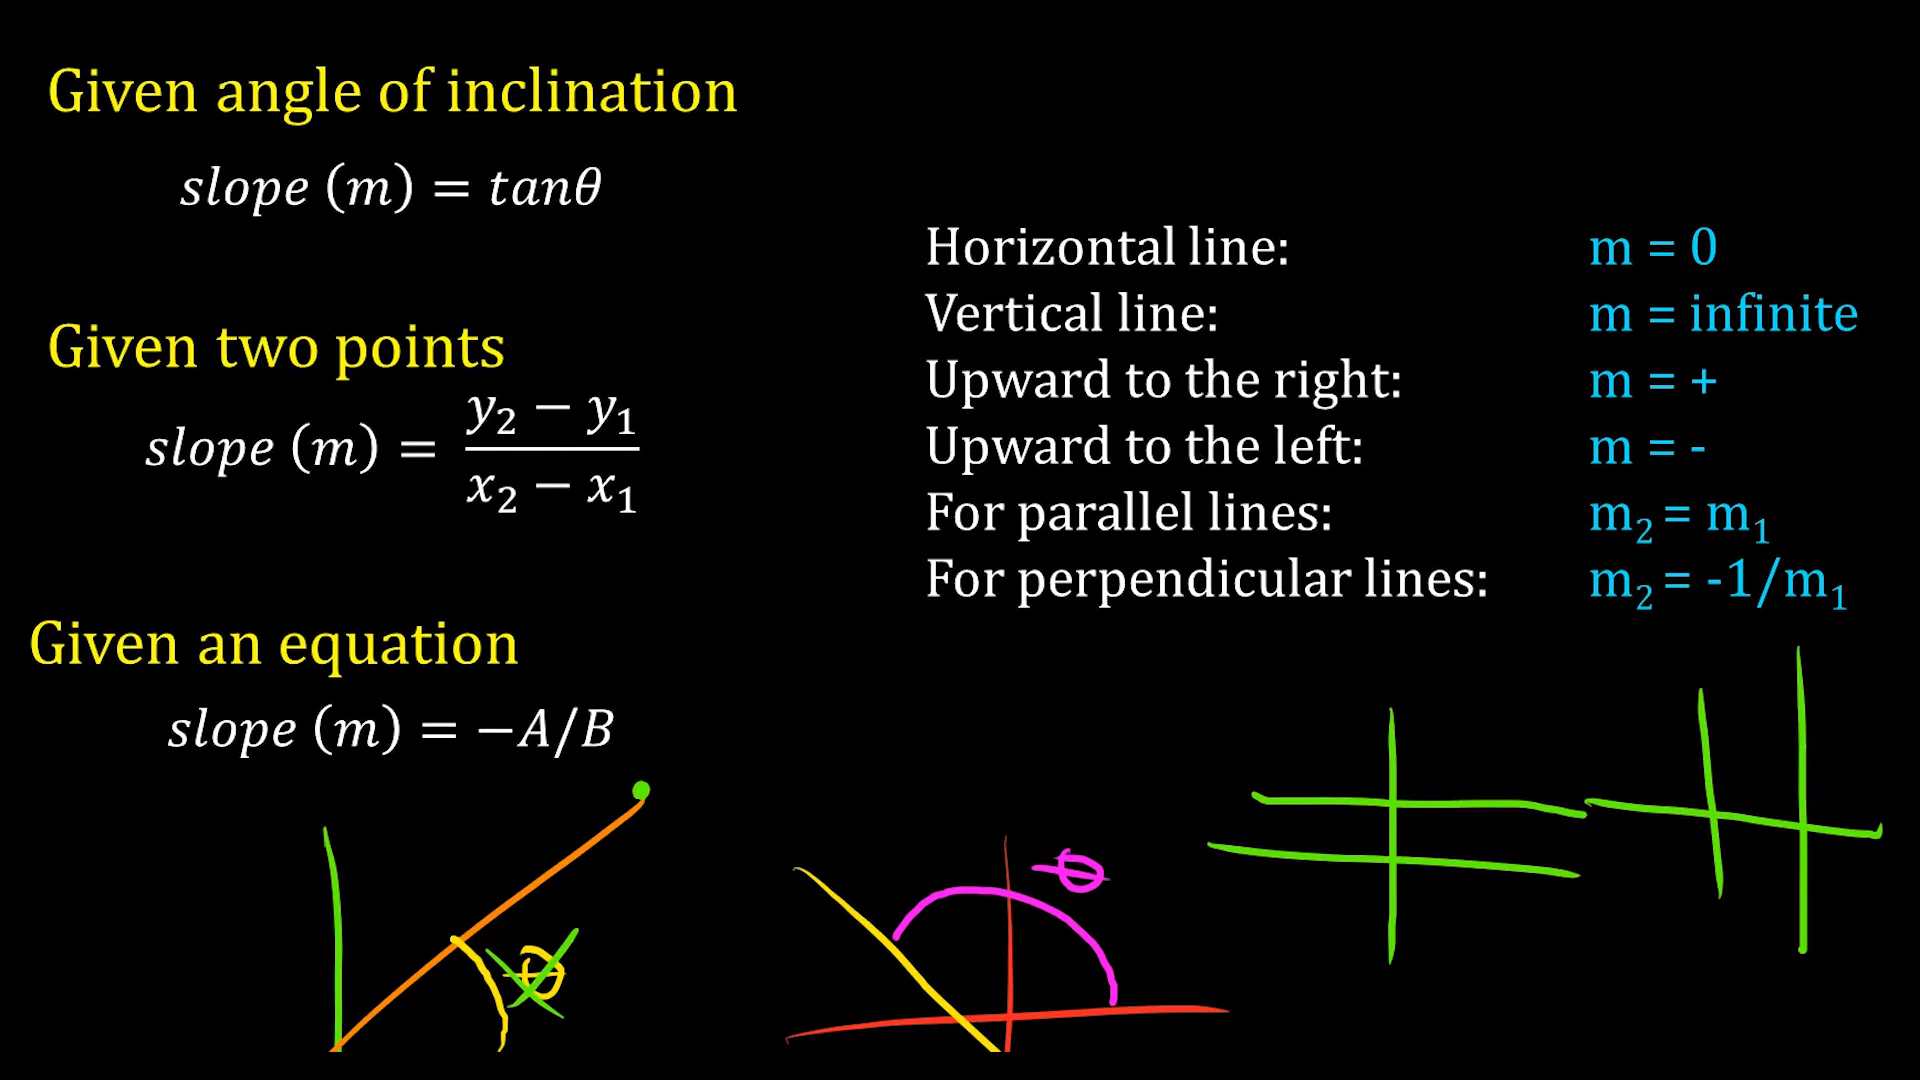 Given angle of inclination
slope (m) = tanθ
Given two points
slope (m) = y₂ − y₁ / x₂ − x₁
Given an equation
slope (m) = −A/B
Horizontal line: m = 0
Vertical line: m = infinite
Upward to the right: m = +
Upward to the left: m = -
For parallel lines: m₂ = m₁
For perpendicular lines: m₂ = -1/m₁
θ
θ